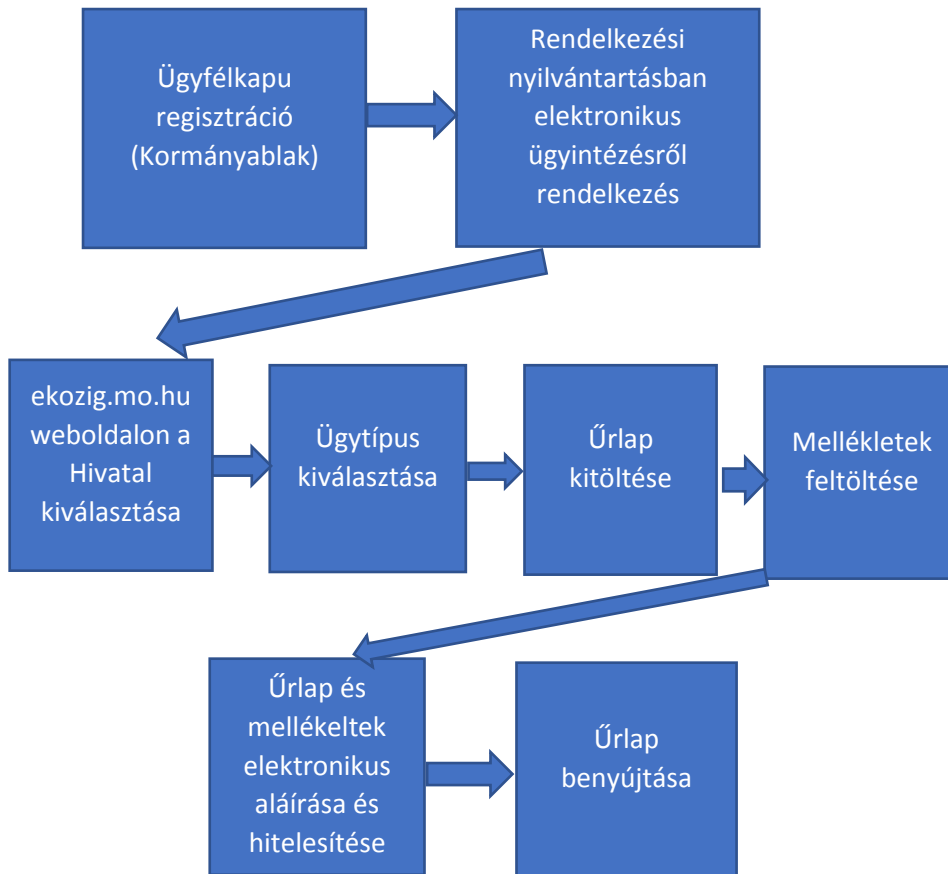 Ügyfélkapu
regisztráció
(Kormányablak)
Rendelkezési
nyilvántartásban
elektronikus
ügyintézésről
rendelkezés
ekozig.mo.hu
weboldalon a
Hivatal
kiválasztása
Ügytípus
kiválasztása
Űrlap
kitöltése
Mellékletek
feltöltése
Űrlap és
mellékeltek
elektronikus
aláírása és
hitelesítése
Űrlap
benyújtása